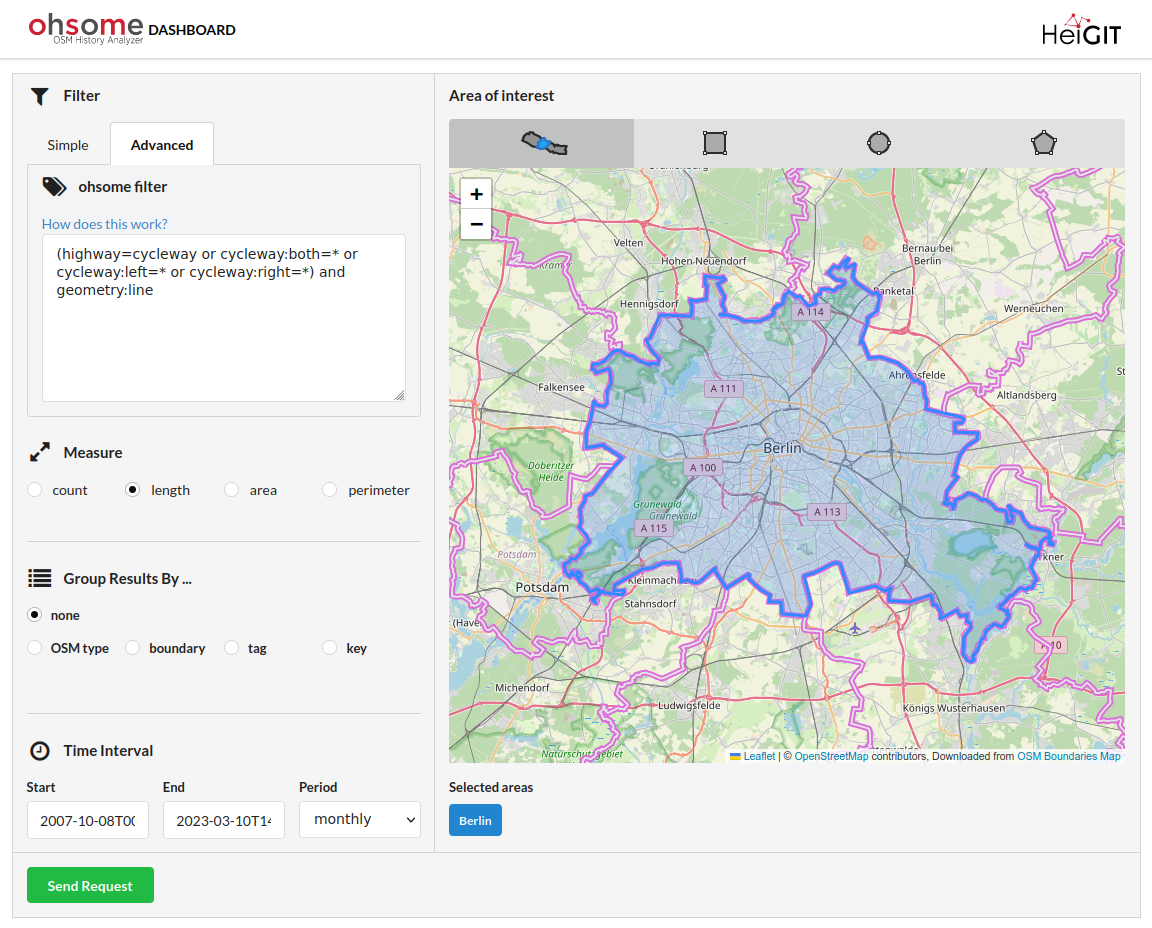 ohsome DASHBOARD
OSM History Analyzer
HeiGIT
Filter
Simple
Advanced
ohsome filter
How does this work?
(highway=cycleway or cycleway:both=* or
cycleway:left=* or cycleway:right=*) and
geometry:line
Measure
count
length
area
perimeter
Group Results By ...
none
OSM type
boundary
tag
key
Time Interval
Start
End
Period
2007-10-08T00
2023-03-10T14
monthly
Send Request
Area of interest
+
−
Velten
Bernau bei
Berlin
Hohen Neuendorf
Panketal
Hennigsdorf
A 114
Werneuchen
Ahrensfelde
Falkensee
A 111
Altlandsberg
Berlin
Döberitzer
Heide
A 100
Grunewald
Grunewald
A 113
A 115
Potsdam
Potsdam
Kleinmach
Stahnsdorf
rkner
(Have
A 10
Michendorf
Ludwigsfelde
Königs Wusterhausen
Naturschutzgebiet
Leaflet | © OpenStreetMap contributors, Downloaded from OSM Boundaries Map
Selected areas
Berlin